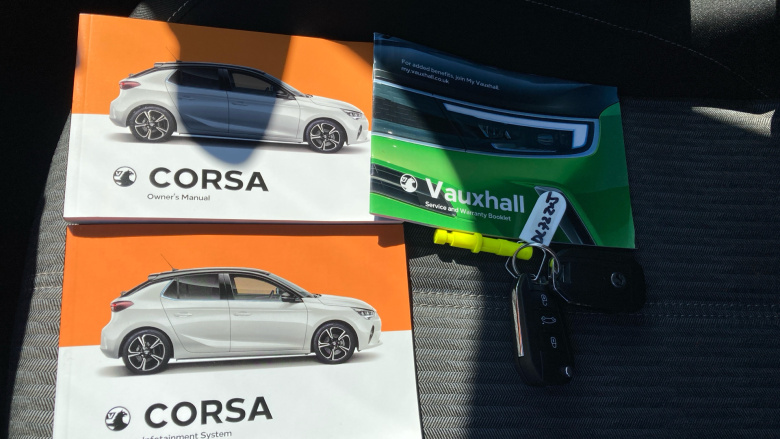 CORSA
Owner's Manual
For added benefits, join My Vauxhall.
my.vauxhall.co.uk
Vauxhall
Service and Warranty Booklet
CORSA
Infotainment System